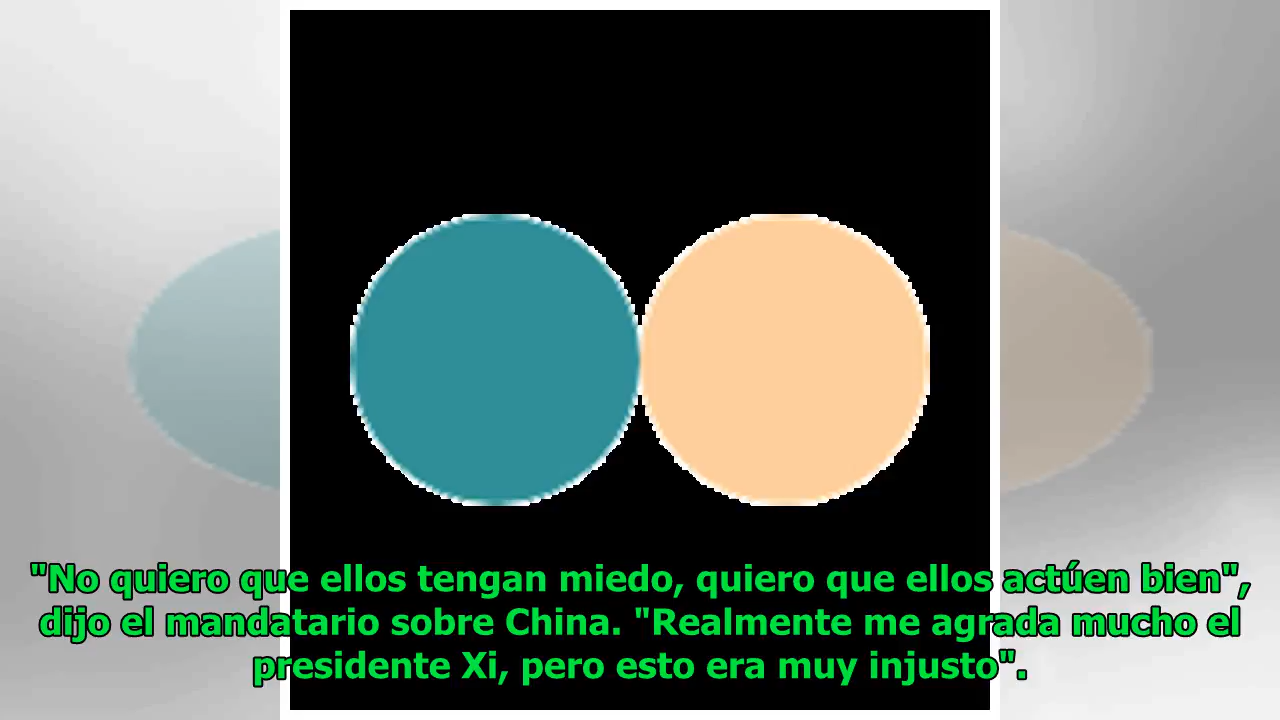 "No quiero que ellos tengan miedo, quiero que ellos actúen bien",
dijo el mandatario sobre China. "Realmente me agrada mucho el
presidente Xi, pero esto era muy injusto".